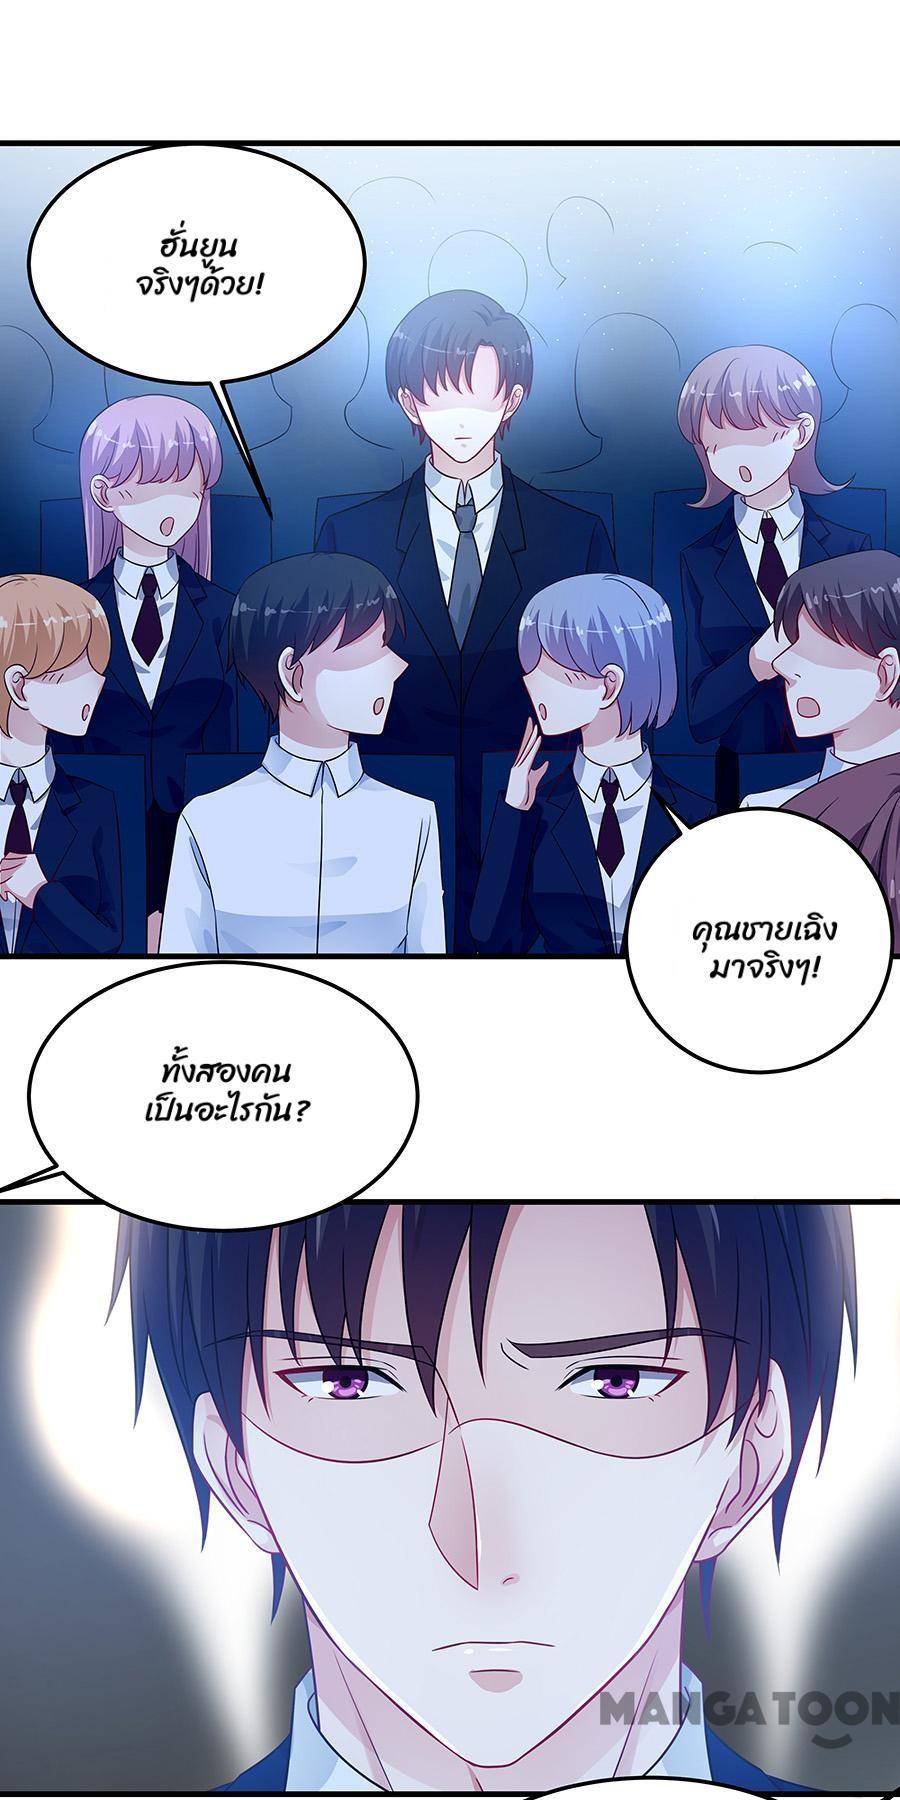 ฮั่นยูน
จริงๆด้วย!
คุณชายเฉิง
มาจริงๆ!
ทั้งสองคน
เป็นอะไรกัน?
MANGATOON